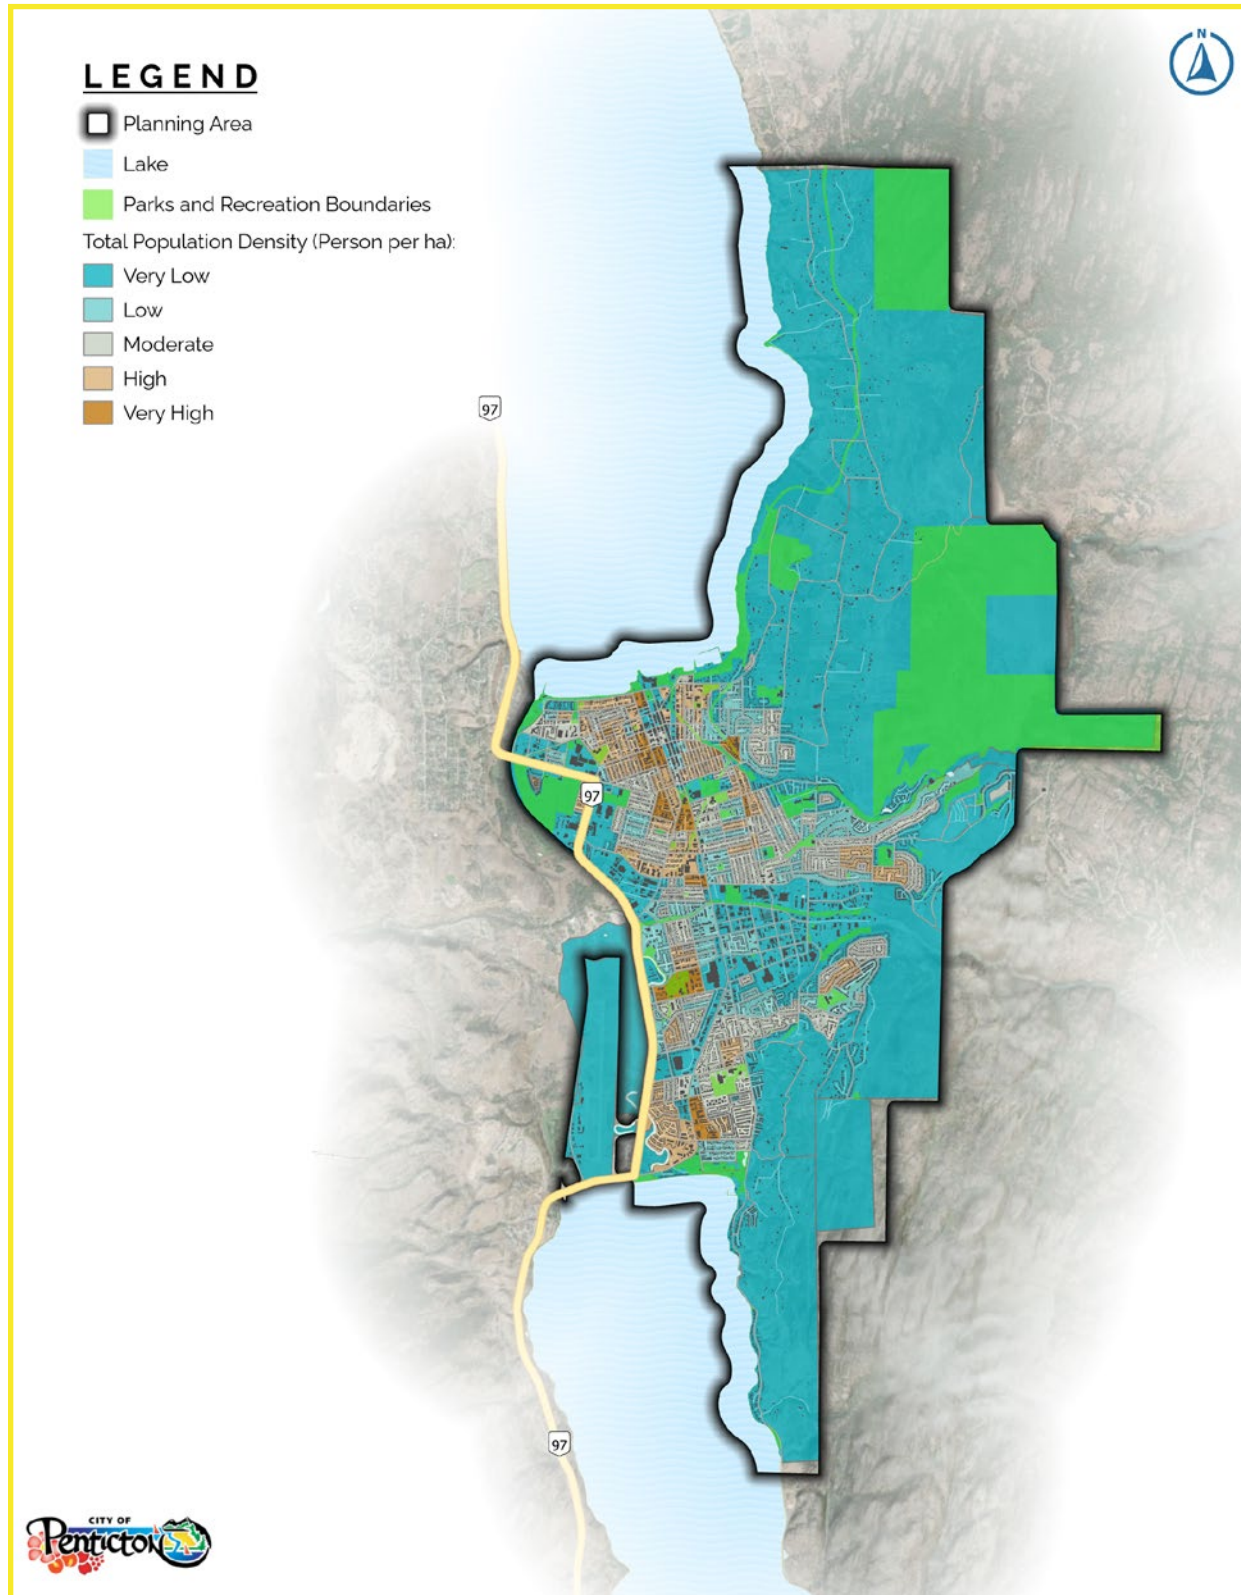 LEGEND
Planning Area
Lake
Parks and Recreation Boundaries
Total Population Density (Person per ha):
Very Low
Low
Moderate
High
Very High
N
97
97
97
CITY OF
Penticton